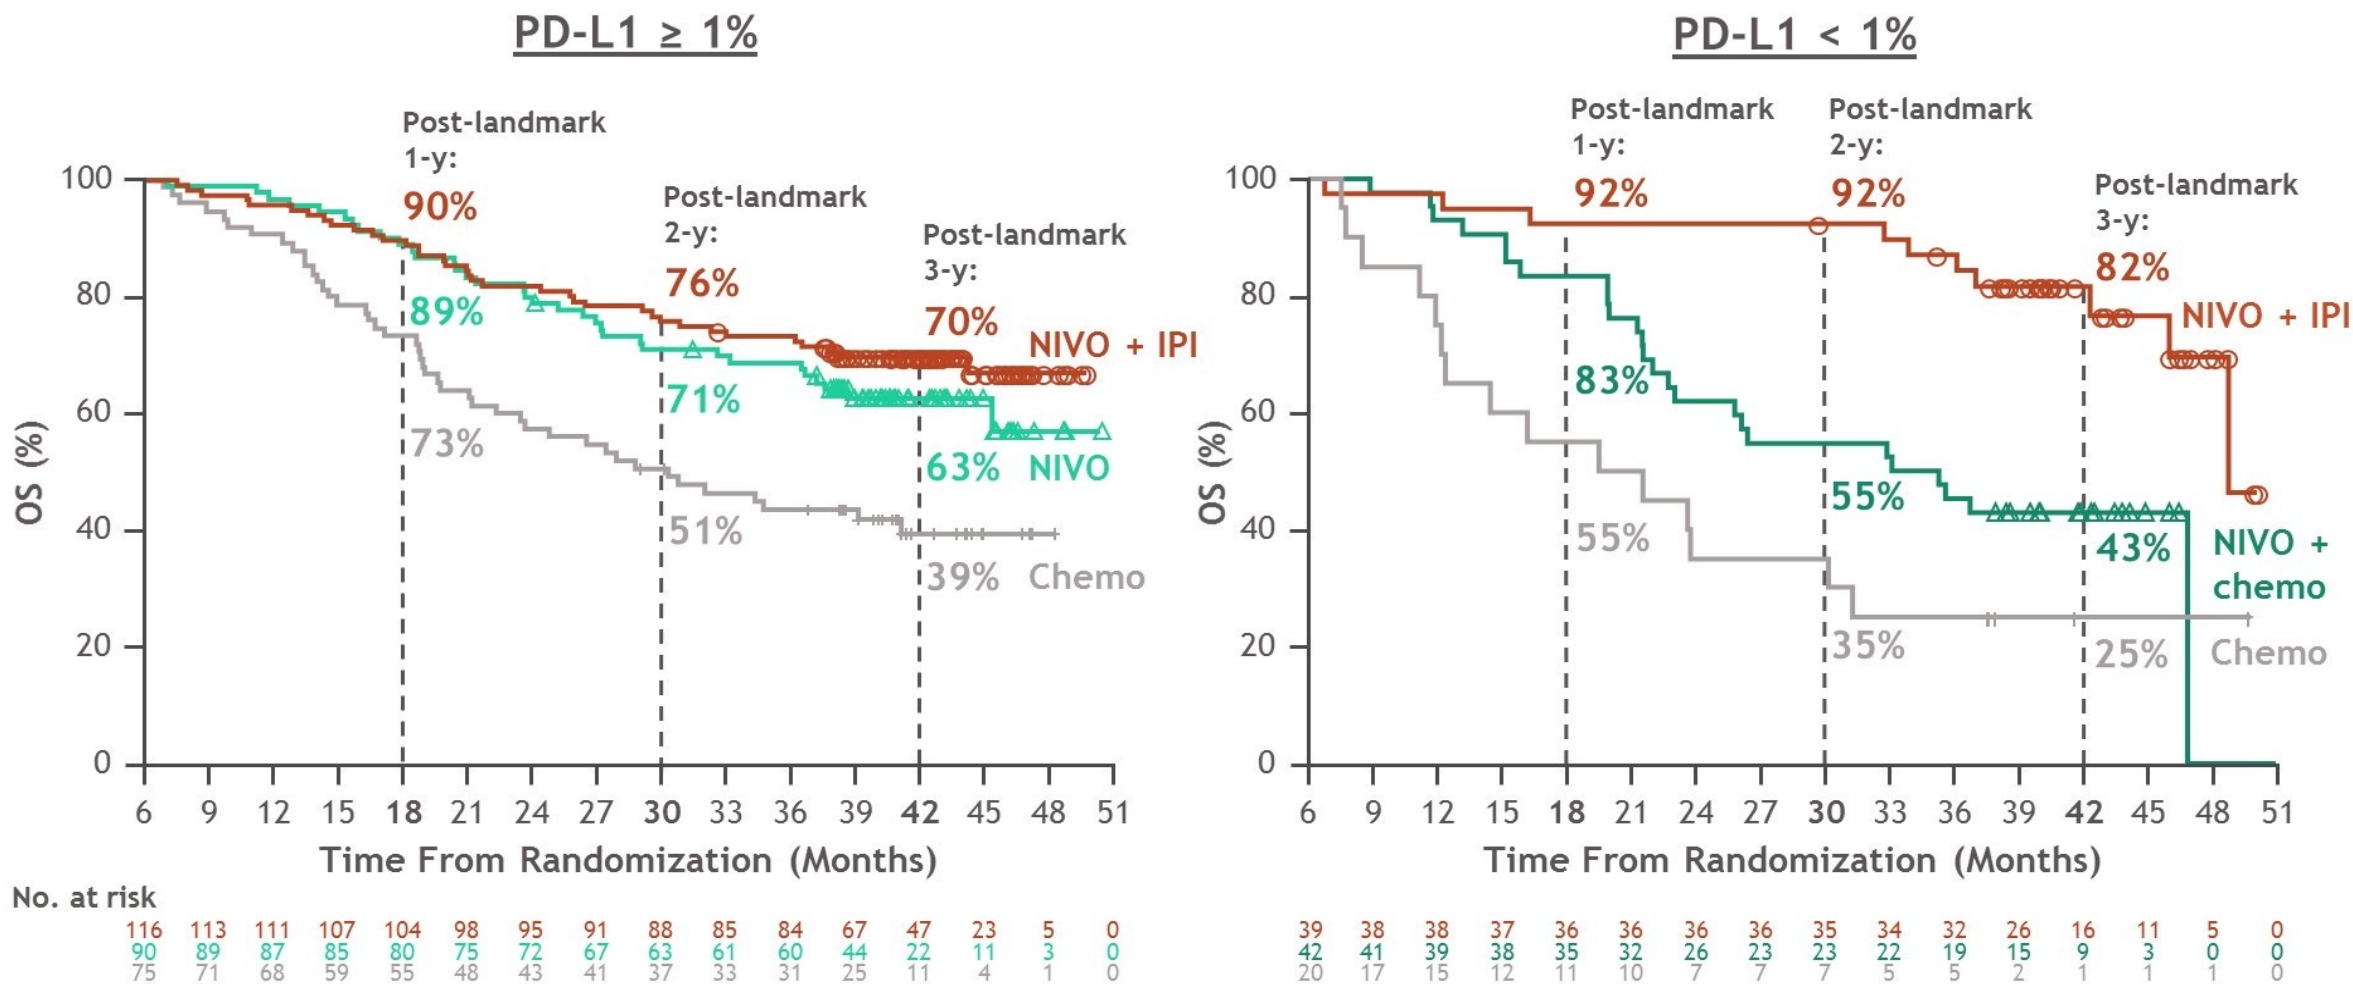 PD-L1 ≥ 1%
Post-landmark
1-y:
90%
89%
73%
Post-landmark
2-y:
76%
71%
51%
Post-landmark
3-y:
70%
63%
39%
NIVO + IPI
NIVO
Chemo
OS (%)
100
80
60
40
20
0
6 9 12 15 18 21 24 27 30 33 36 39 42 45 48 51
Time From Randomization (Months)
No. at risk
116 113 111 107 104 98 95 91 88 85 84 67 47 23 5 0
90 89 87 85 80 75 72 67 63 61 60 44 22 11 3 0
75 71 68 59 55 48 43 41 37 33 31 25 11 4 1 0
PD-L1 < 1%
Post-landmark
1-y:
92%
83%
55%
Post-landmark
2-y:
92%
55%
35%
Post-landmark
3-y:
82%
43%
25%
NIVO + IPI
NIVO +
chemo
Chemo
OS (%)
100
80
60
40
20
0
6 9 12 15 18 21 24 27 30 33 36 39 42 45 48 51
Time From Randomization (Months)
39 38 38 37 36 36 36 36 35 34 32 26 16 11 5 0
42 41 39 38 35 32 26 23 23 22 19 15 9 3 0 0
20 17 15 12 11 10 7 7 7 5 5 2 1 1 1 0